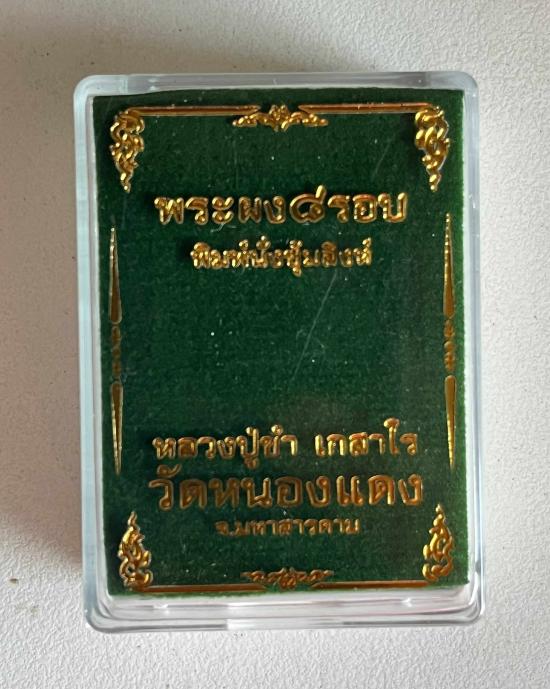 พระผง๘รอบ
พิมพ์นั่งซุ้มสิงห์
หลวงปู่ขำ เกสาโร
วัดหนองแดง
จ.มหาสารคาม